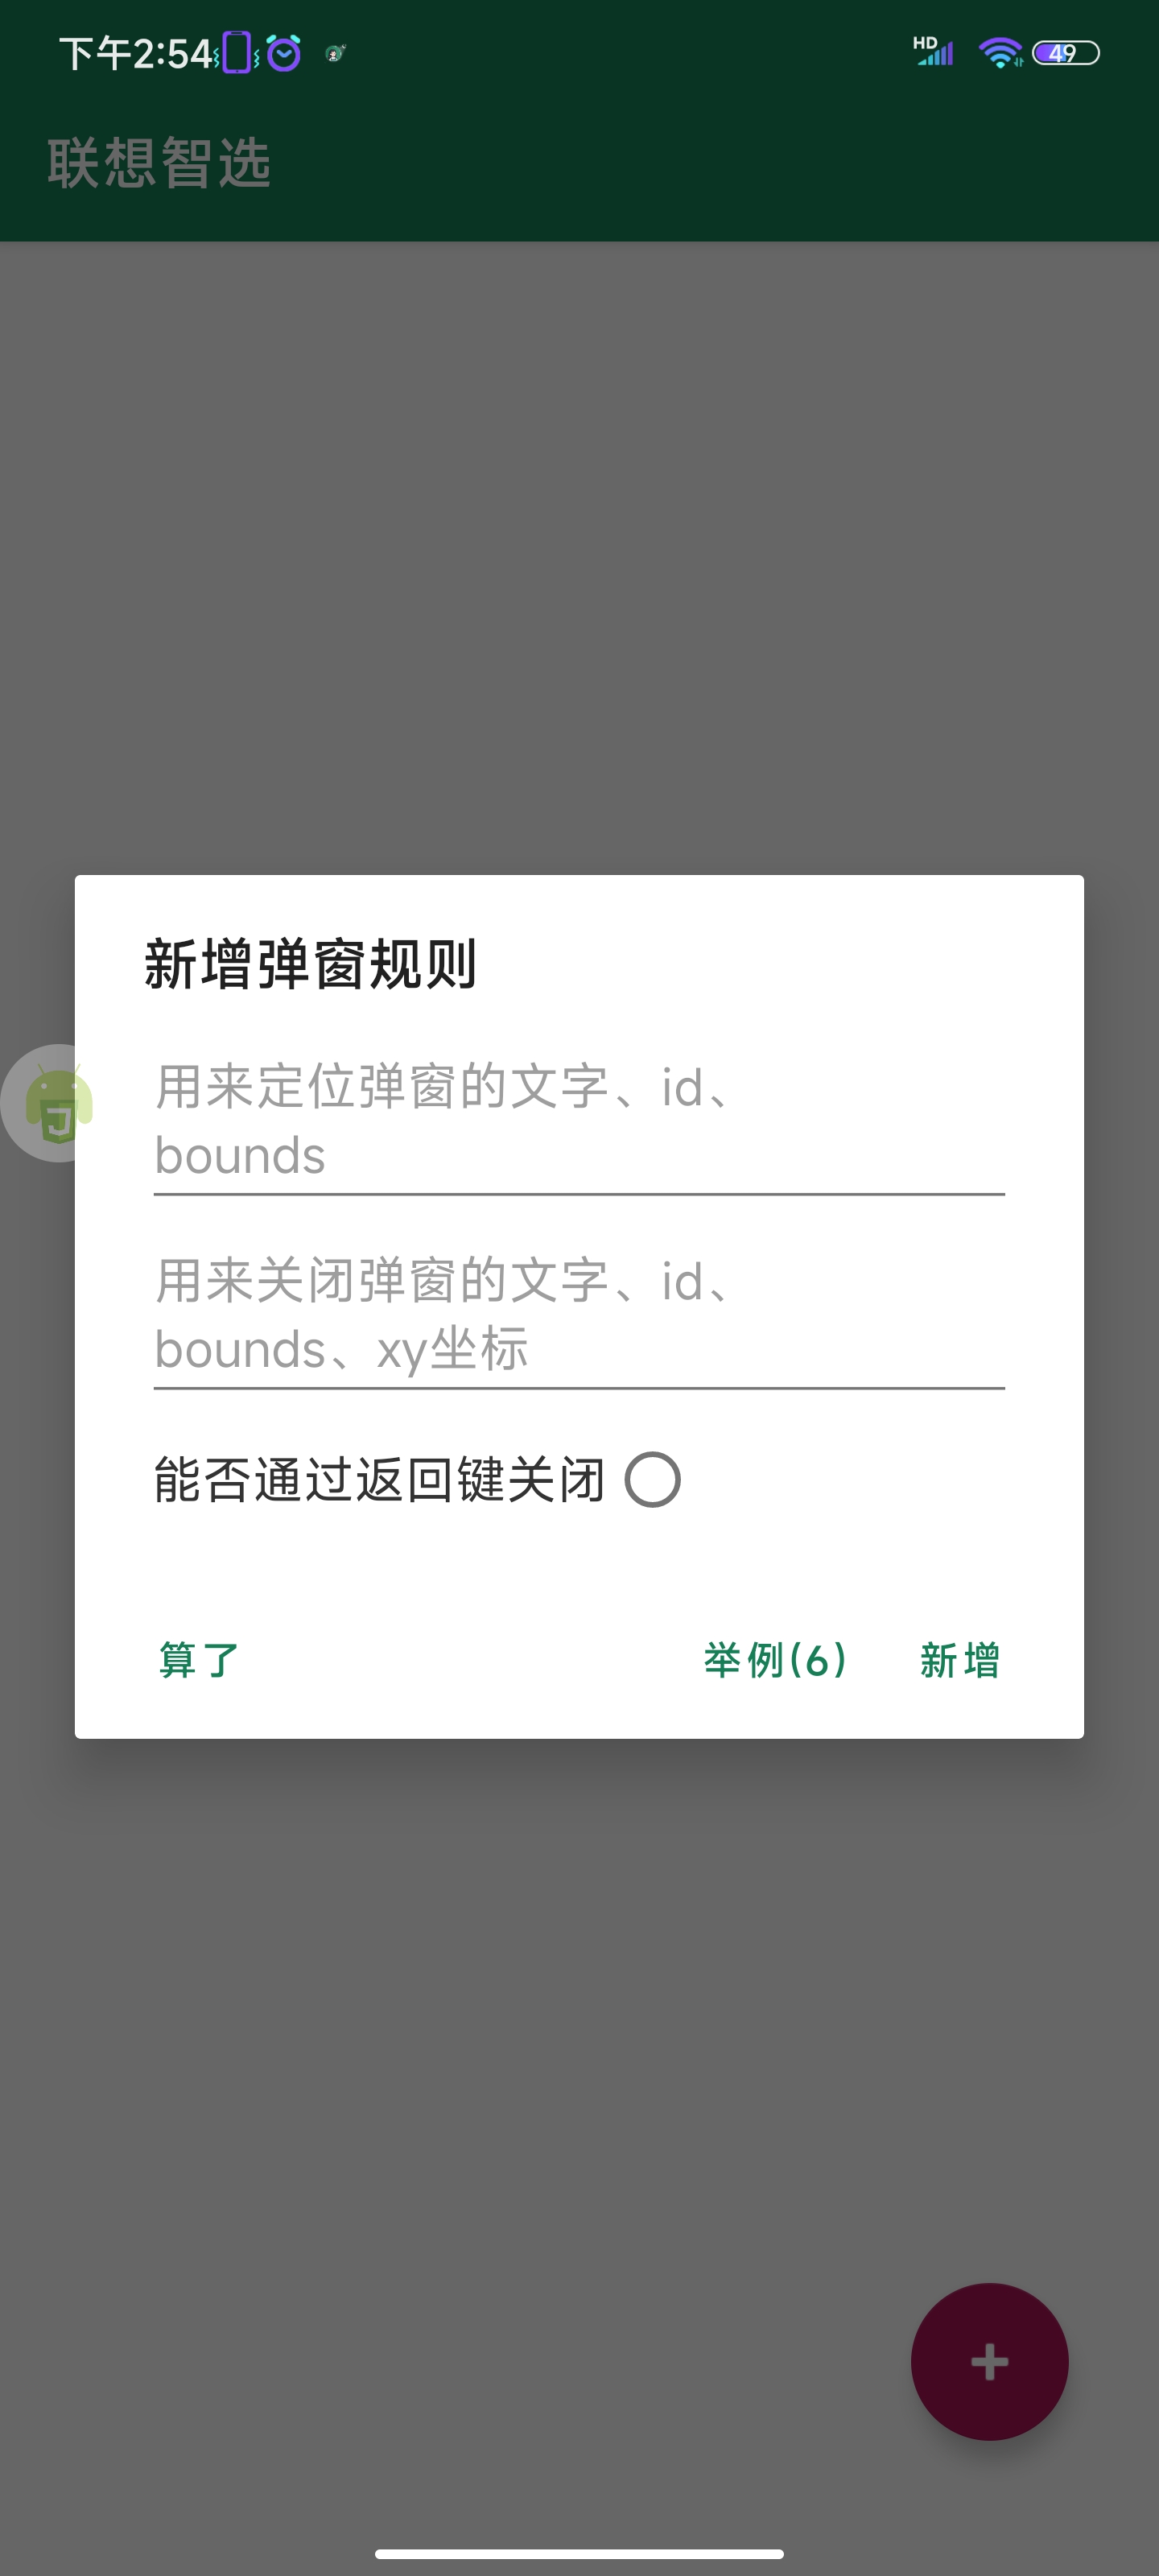 下午2:54
HD
49
联想智选
新增弹窗规则
用来定位弹窗的文字、id、
bounds
用来关闭弹窗的文字、id、
bounds、xy坐标
能否通过返回键关闭
算了
举例(6)
新增